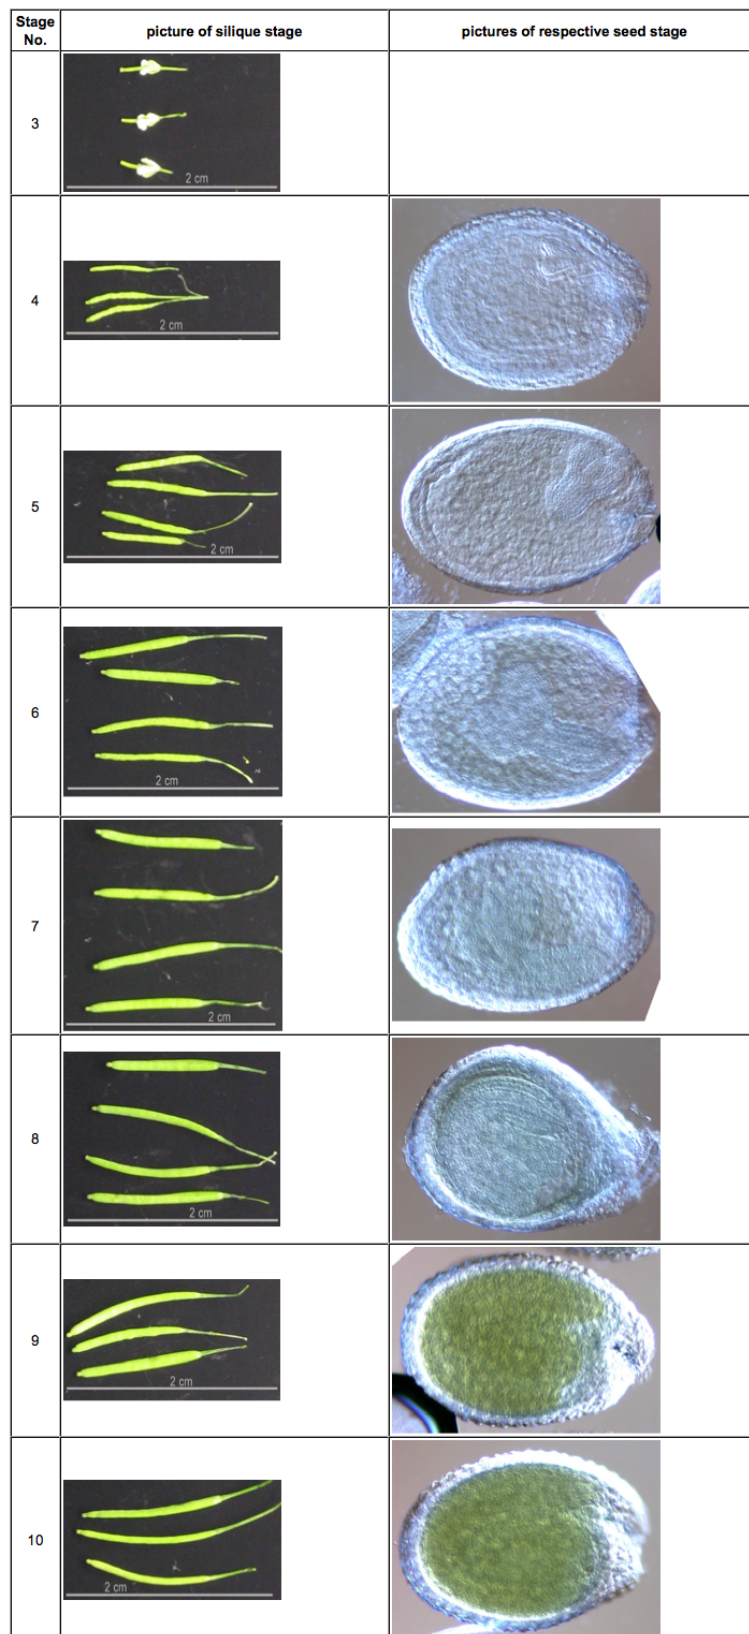 Stage
No.
picture of silique stage
pictures of respective seed stage
3
2 cm
4
2 cm
5
2 cm
6
2 cm
7
2 cm
8
2 cm
9
2 cm
10
2 cm